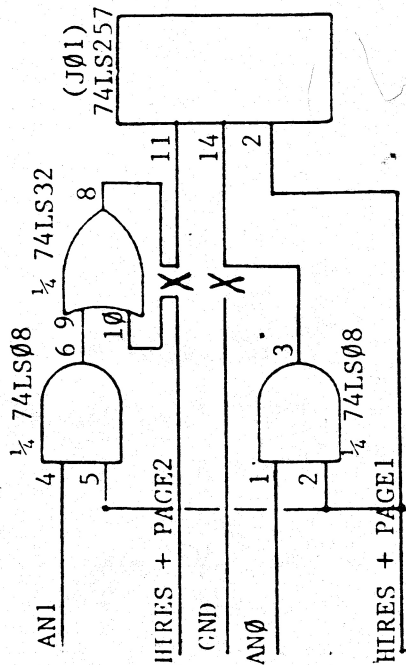 (JØ1)
74LS257
11
14
2
¼ 74LS32
8
9
10
¼ 74LSØ8
6
4
5
3
¼ 74LSØ8
1
2
AN1
HIRES + PAGE2
GND
ANØ
HIRES + PAGE1